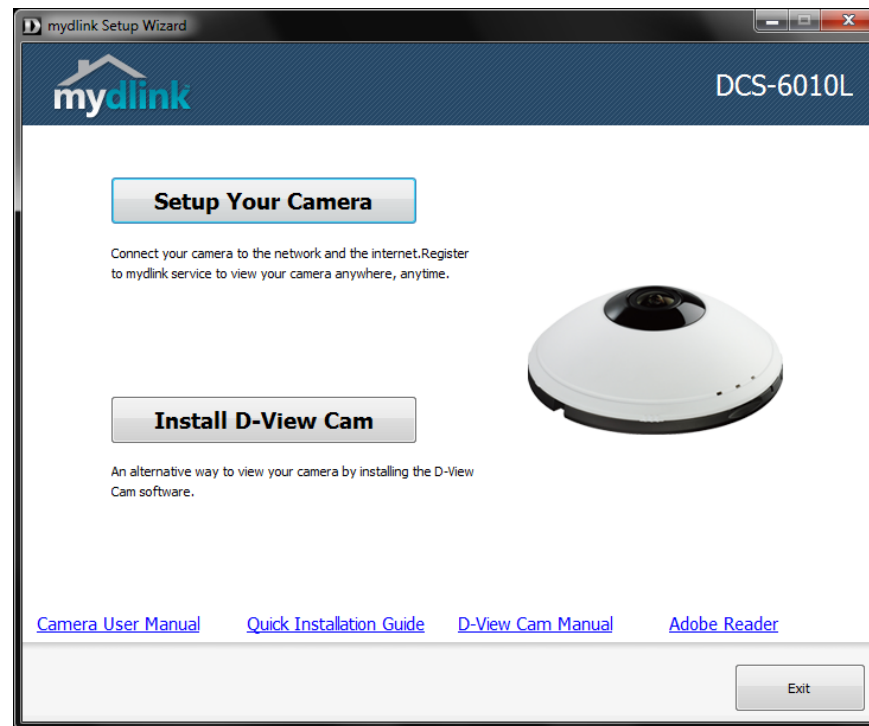 mydlink Setup Wizard
mydlink
DCS-6010L
Setup Your Camera
Connect your camera to the network and the internet.Register
to mydlink service to view your camera anywhere, anytime.
Install D-View Cam
An alternative way to view your camera by installing the D-View
Cam software.
Camera User Manual
Quick Installation Guide
D-View Cam Manual
Adobe Reader
Exit